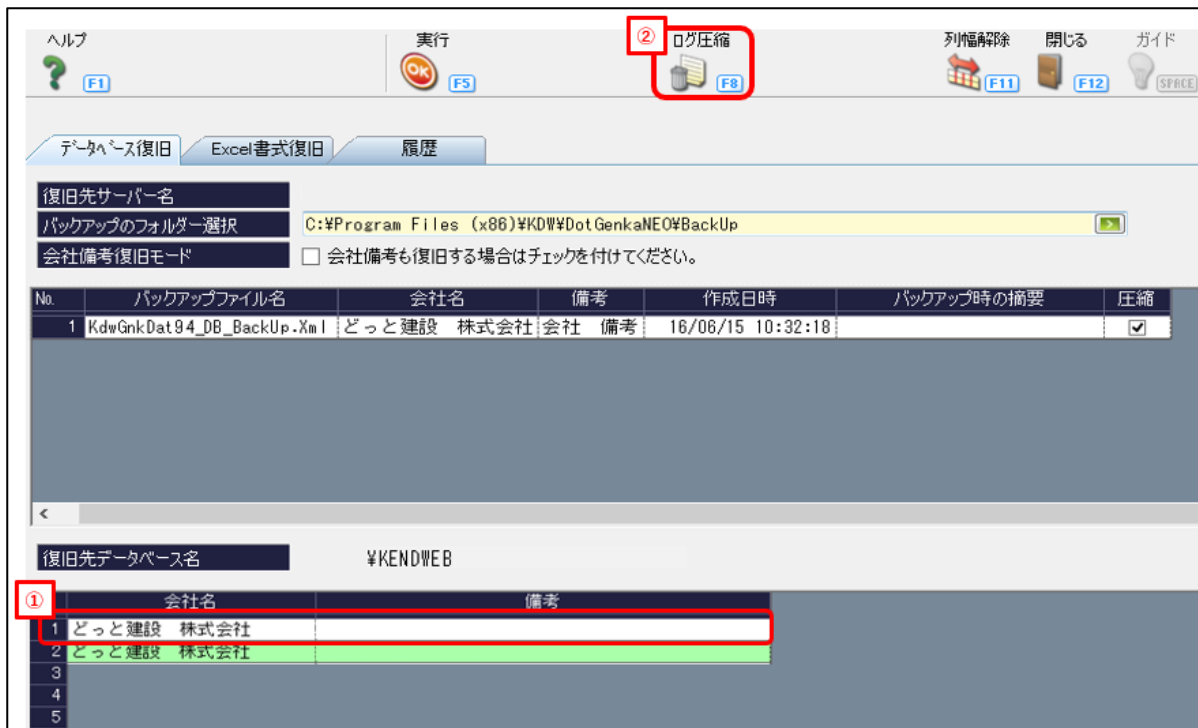 ヘルプ 実行 ② ログ圧縮 列幅解除 閉じる ガイド
? F1 OK F5 F8 F11 F12 SPACE
データベース復旧 Excel書式復旧 履歴
復旧先サーバー名
バックアップのフォルダー選択 C:¥Program Files (x86)¥KDW¥DotGenkaNEO¥BackUp
会社備考復旧モード 会社備考も復旧する場合はチェックを付けてください。
No. バックアップファイル名 会社名 備考 作成日時 バックアップ時の摘要 圧縮
1 KdwGnkDat94_DB_BackUp.Xml どっと建設 株式会社 会社 備考 16/06/15 10:32:18
復旧先データベース名 ¥KENDWEB
① 会社名 備考
1 どっと建設 株式会社
2 どっと建設 株式会社
3
4
5